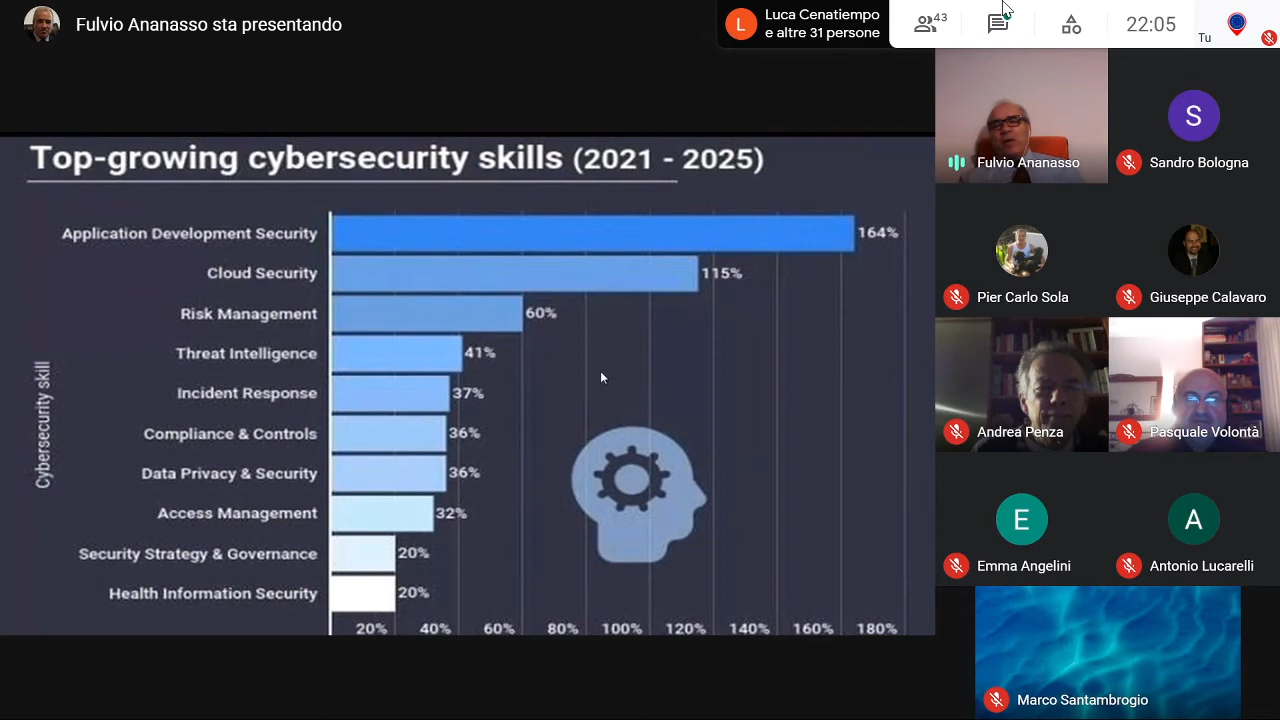 Fulvio Ananasso sta presentando
L
Luca Cenatiempo
e altre 31 persone
43
22:05
Tu
Top-growing cybersecurity skills (2021 - 2025)
Cybersecurity skill
Application Development Security 164%
Cloud Security 115%
Risk Management 60%
Threat Intelligence 41%
Incident Response 37%
Compliance & Controls 36%
Data Privacy & Security 36%
Access Management 32%
Security Strategy & Governance 20%
Health Information Security 20%
20% 40% 60% 80% 100% 120% 140% 160% 180%
Fulvio Ananasso
S
Sandro Bologna
Pier Carlo Sola
Giuseppe Calavaro
Andrea Penza
Pasquale Volontà
E
Emma Angelini
A
Antonio Lucarelli
Marco Santambrogio